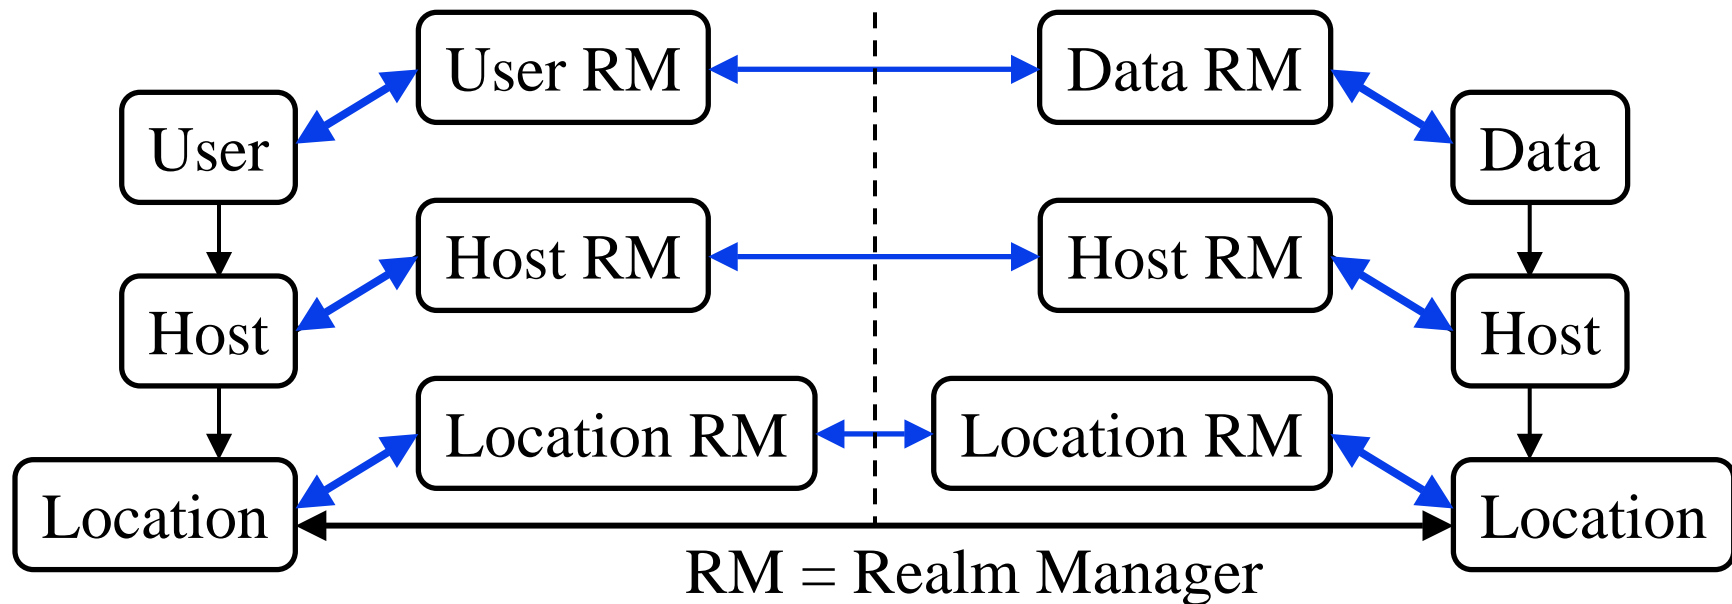 User RM
Data RM
User
Data
Host RM
Host RM
Host
Host
Location RM
Location RM
Location
Location
RM = Realm Manager